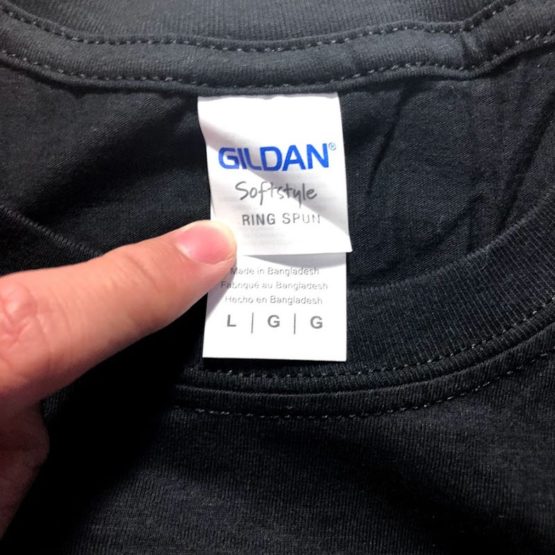 GILDAN®
Softstyle
RING SPUN
Made in Bangladesh
Fabriqué au Bangladesh
Hecho en Bangladesh
L | G | G